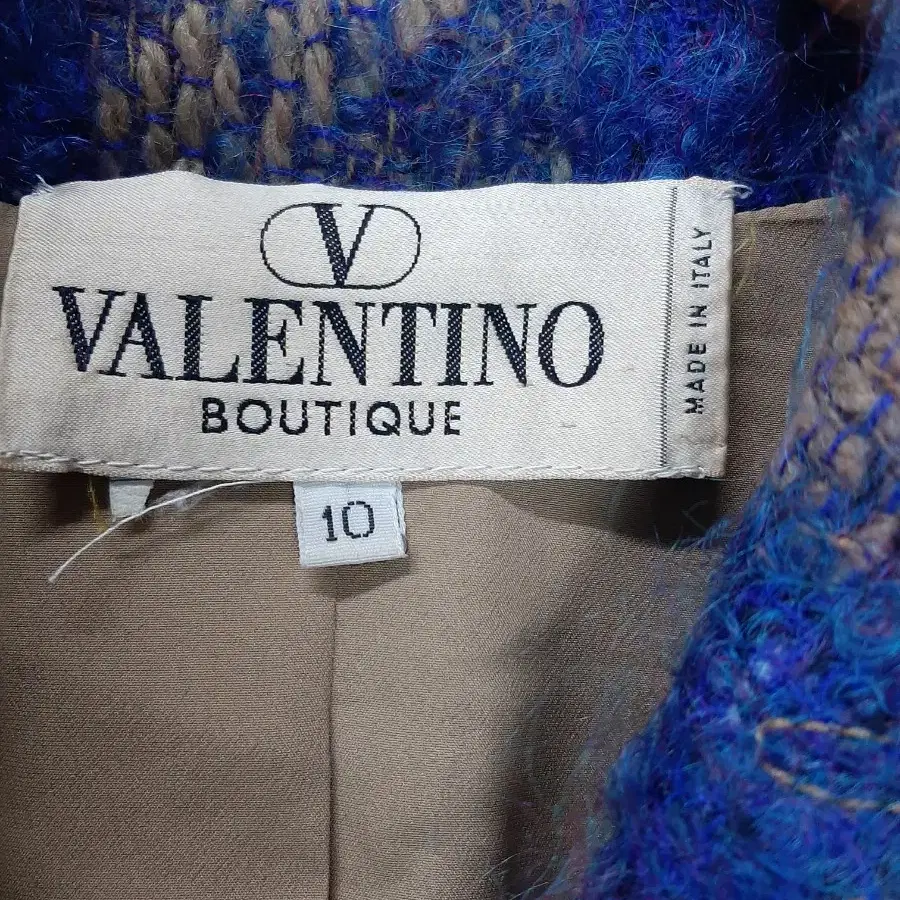 V
VALENTINO
BOUTIQUE
MADE IN ITALY
10